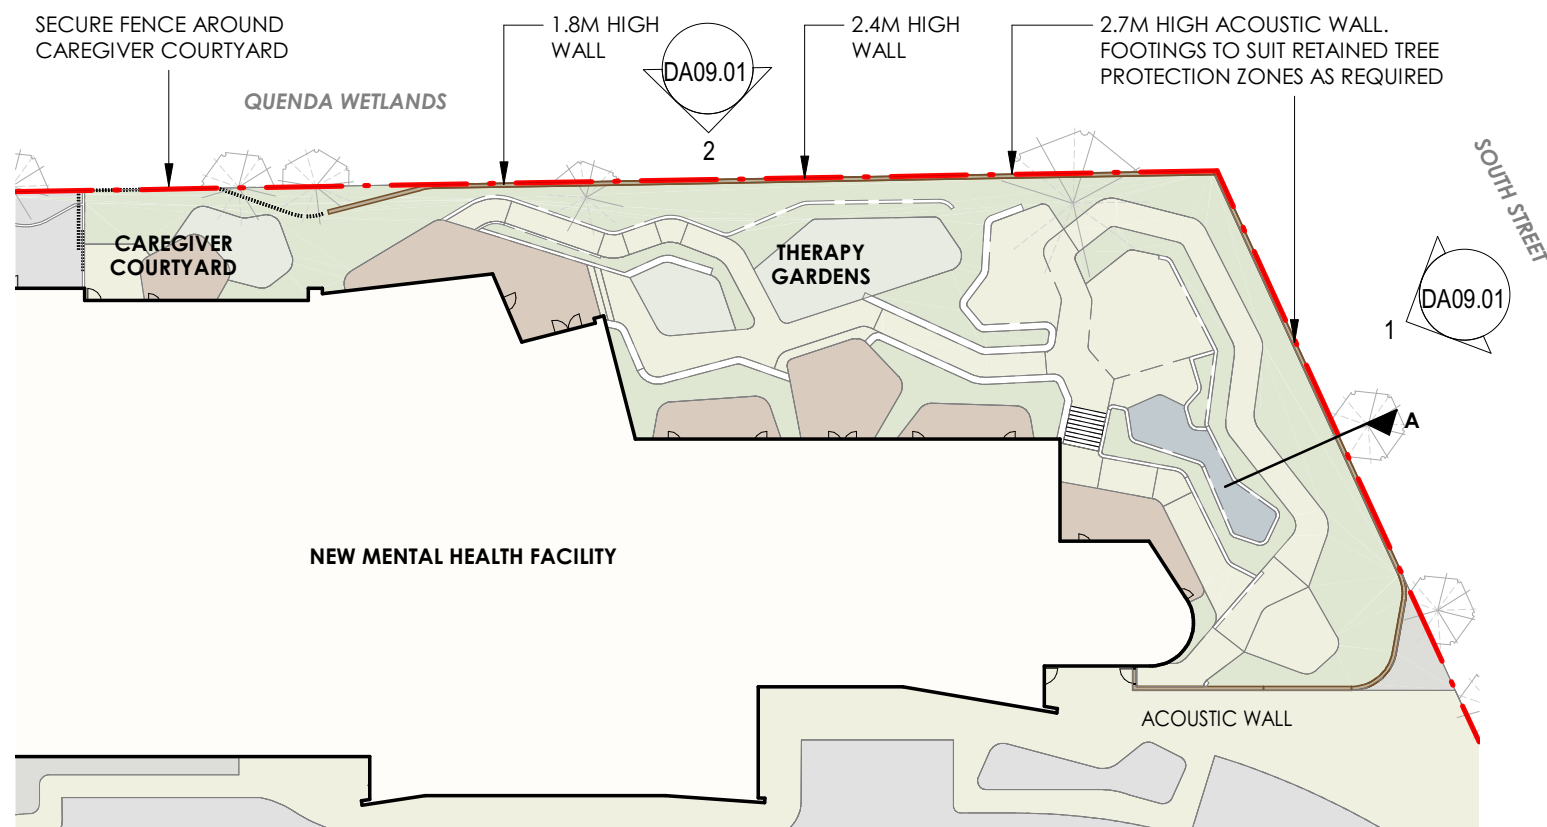 SECURE FENCE AROUND
CAREGIVER COURTYARD
1.8M HIGH
WALL
DA09.01
2
2.4M HIGH
WALL
2.7M HIGH ACOUSTIC WALL.
FOOTINGS TO SUIT RETAINED TREE
PROTECTION ZONES AS REQUIRED
QUENDA WETLANDS
SOUTH STREET
CAREGIVER
COURTYARD
THERAPY
GARDENS
DA09.01
1
A
NEW MENTAL HEALTH FACILITY
ACOUSTIC WALL